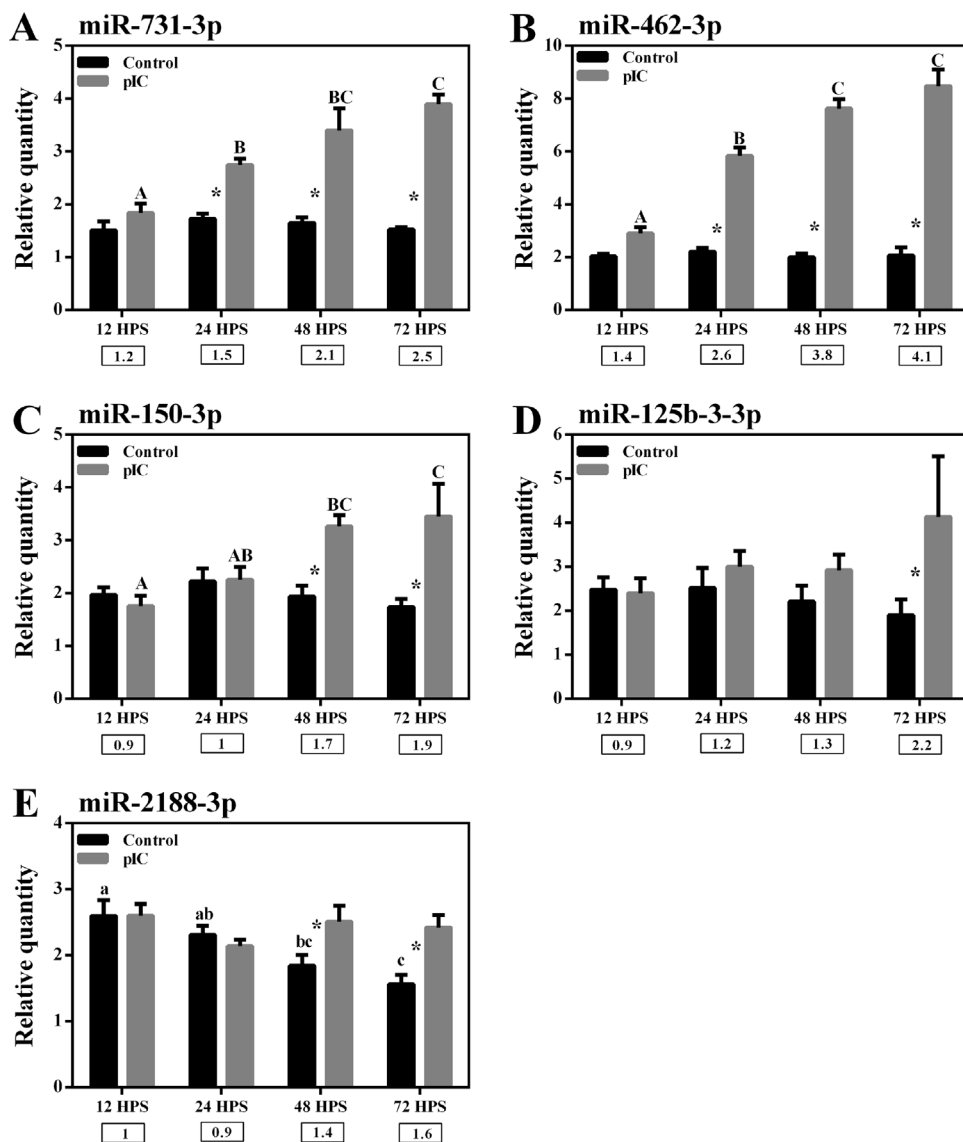 A miR-731-3p
Relative quantity
5
4
3
2
1
0
Control
pIC
A
* B
* BC
* C
12 HPS 24 HPS 48 HPS 72 HPS
1.2 1.5 2.1 2.5
B miR-462-3p
Relative quantity
10
8
6
4
2
0
Control
pIC
A
* B
* C
* C
12 HPS 24 HPS 48 HPS 72 HPS
1.4 2.6 3.8 4.1
C miR-150-3p
Relative quantity
5
4
3
2
1
0
Control
pIC
A
AB
* BC
* C
12 HPS 24 HPS 48 HPS 72 HPS
0.9 1 1.7 1.9
D miR-125b-3-3p
Relative quantity
6
5
4
3
2
1
0
Control
pIC
*
12 HPS 24 HPS 48 HPS 72 HPS
0.9 1.2 1.3 2.2
E miR-2188-3p
Relative quantity
4
3
2
1
0
Control
pIC
a
ab
bc *
c *
12 HPS 24 HPS 48 HPS 72 HPS
1 0.9 1.4 1.6